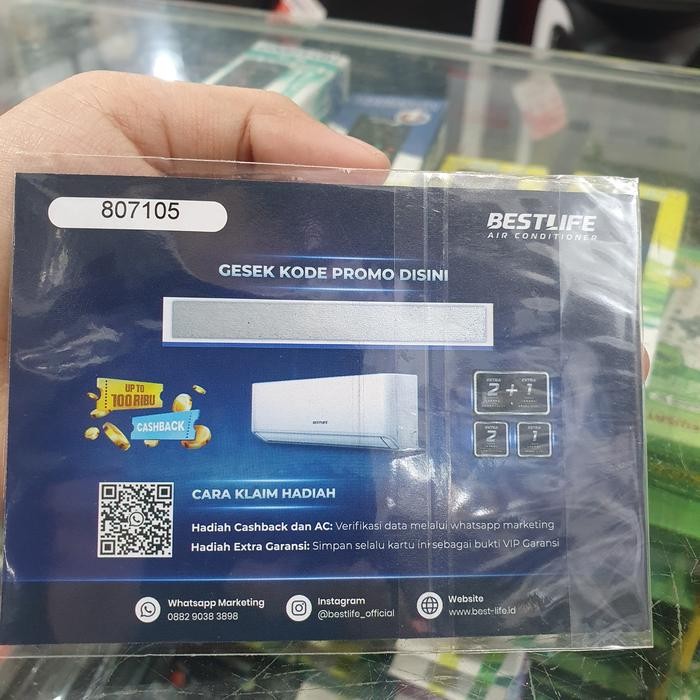 807105
BESTLIFE
AIR CONDITIONER
GESEK KODE PROMO DISINI
UP TO
100 RIBU
CASHBACK
BESTLIFE
EXTRA EXTRA
2 + 1
EXTRA EXTRA
2 1
CARA KLAIM HADIAH
Hadiah Cashback dan AC: Verifikasi data melalui whatsapp marketing
Hadiah Extra Garansi: Simpan selalu kartu ini sebagai bukti VIP Garansi
Whatsapp Marketing
0882 9038 3898
Instagram
@bestlife_official
Website
www.best-life.id